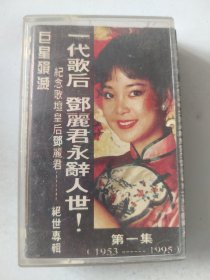 巨星殞滅
一代歌后 鄧麗君永辭人世！
紀念歌壇皇后鄧麗君……絕世專輯
第一集
(1953------1995)